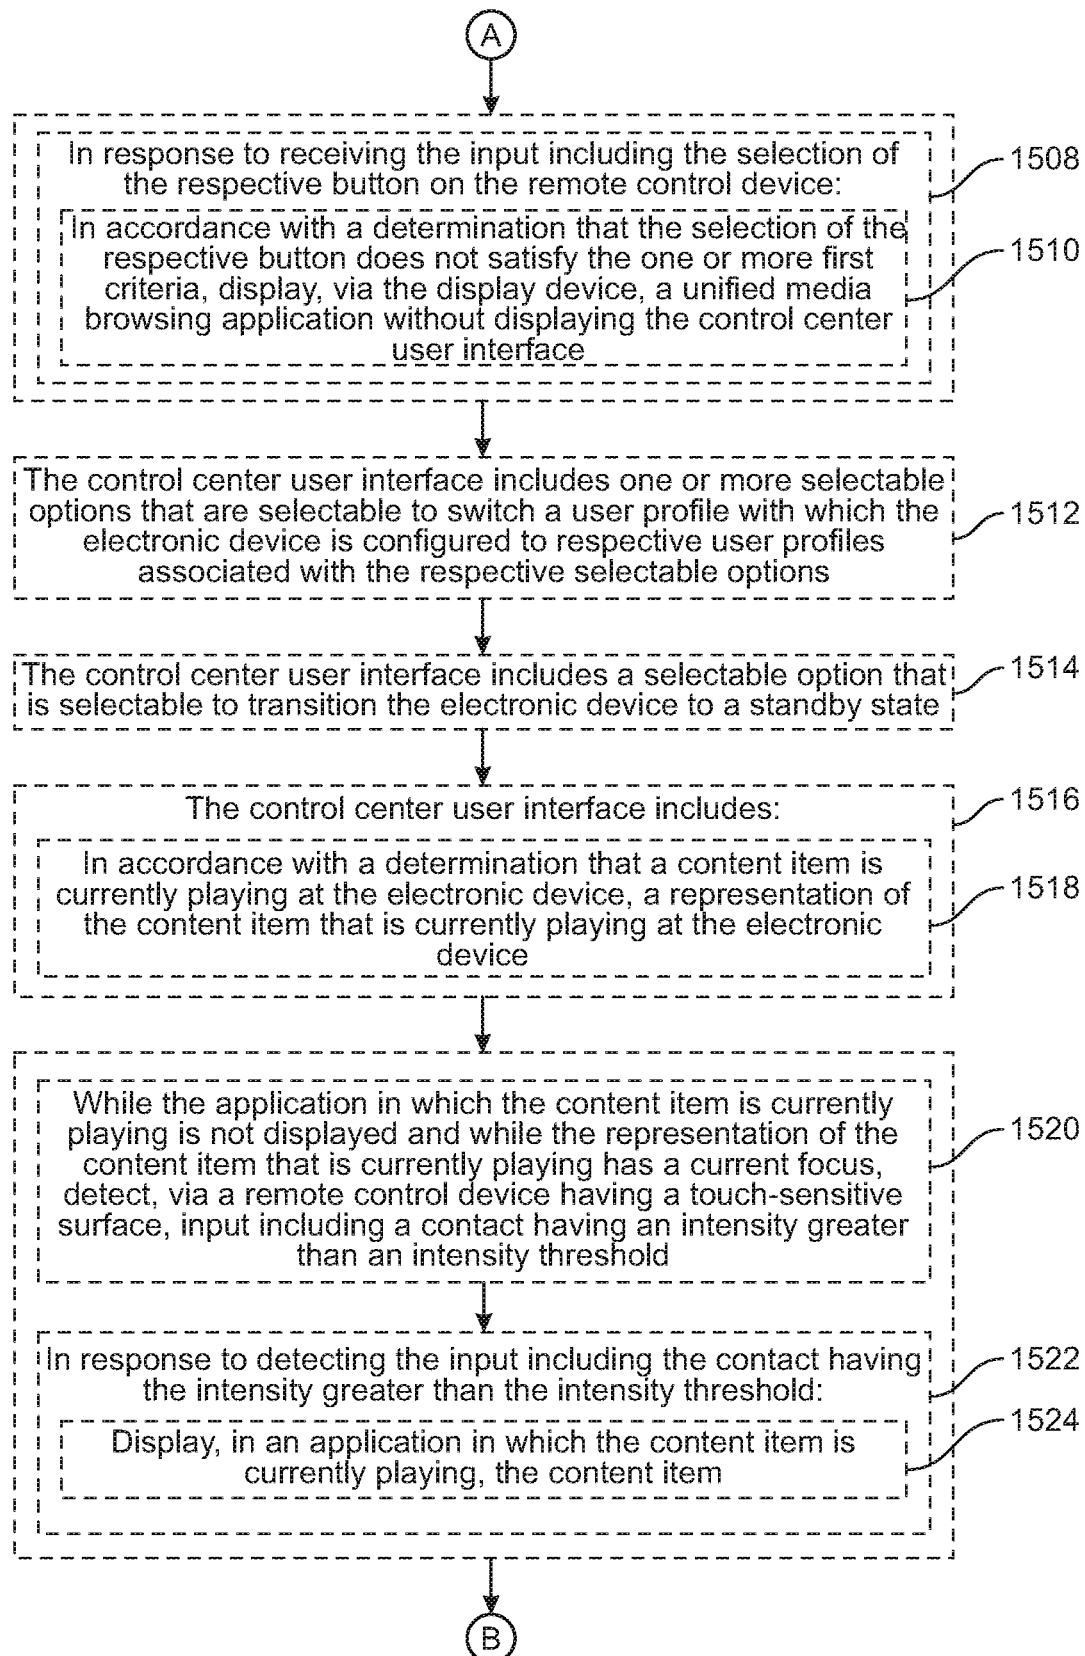 A
In response to receiving the input including the selection of
the respective button on the remote control device:
1508
In accordance with a determination that the selection of the
respective button does not satisfy the one or more first
criteria, display, via the display device, a unified media
browsing application without displaying the control center
user interface
1510
The control center user interface includes one or more selectable
options that are selectable to switch a user profile with which the
electronic device is configured to respective user profiles
associated with the respective selectable options
1512
The control center user interface includes a selectable option that
is selectable to transition the electronic device to a standby state
1514
The control center user interface includes:
1516
In accordance with a determination that a content item is
currently playing at the electronic device, a representation of
the content item that is currently playing at the electronic
device
1518
While the application in which the content item is currently
playing is not displayed and while the representation of the
content item that is currently playing has a current focus,
detect, via a remote control device having a touch-sensitive
surface, input including a contact having an intensity greater
than an intensity threshold
1520
In response to detecting the input including the contact having
the intensity greater than the intensity threshold:
1522
Display, in an application in which the content item is
currently playing, the content item
1524
B